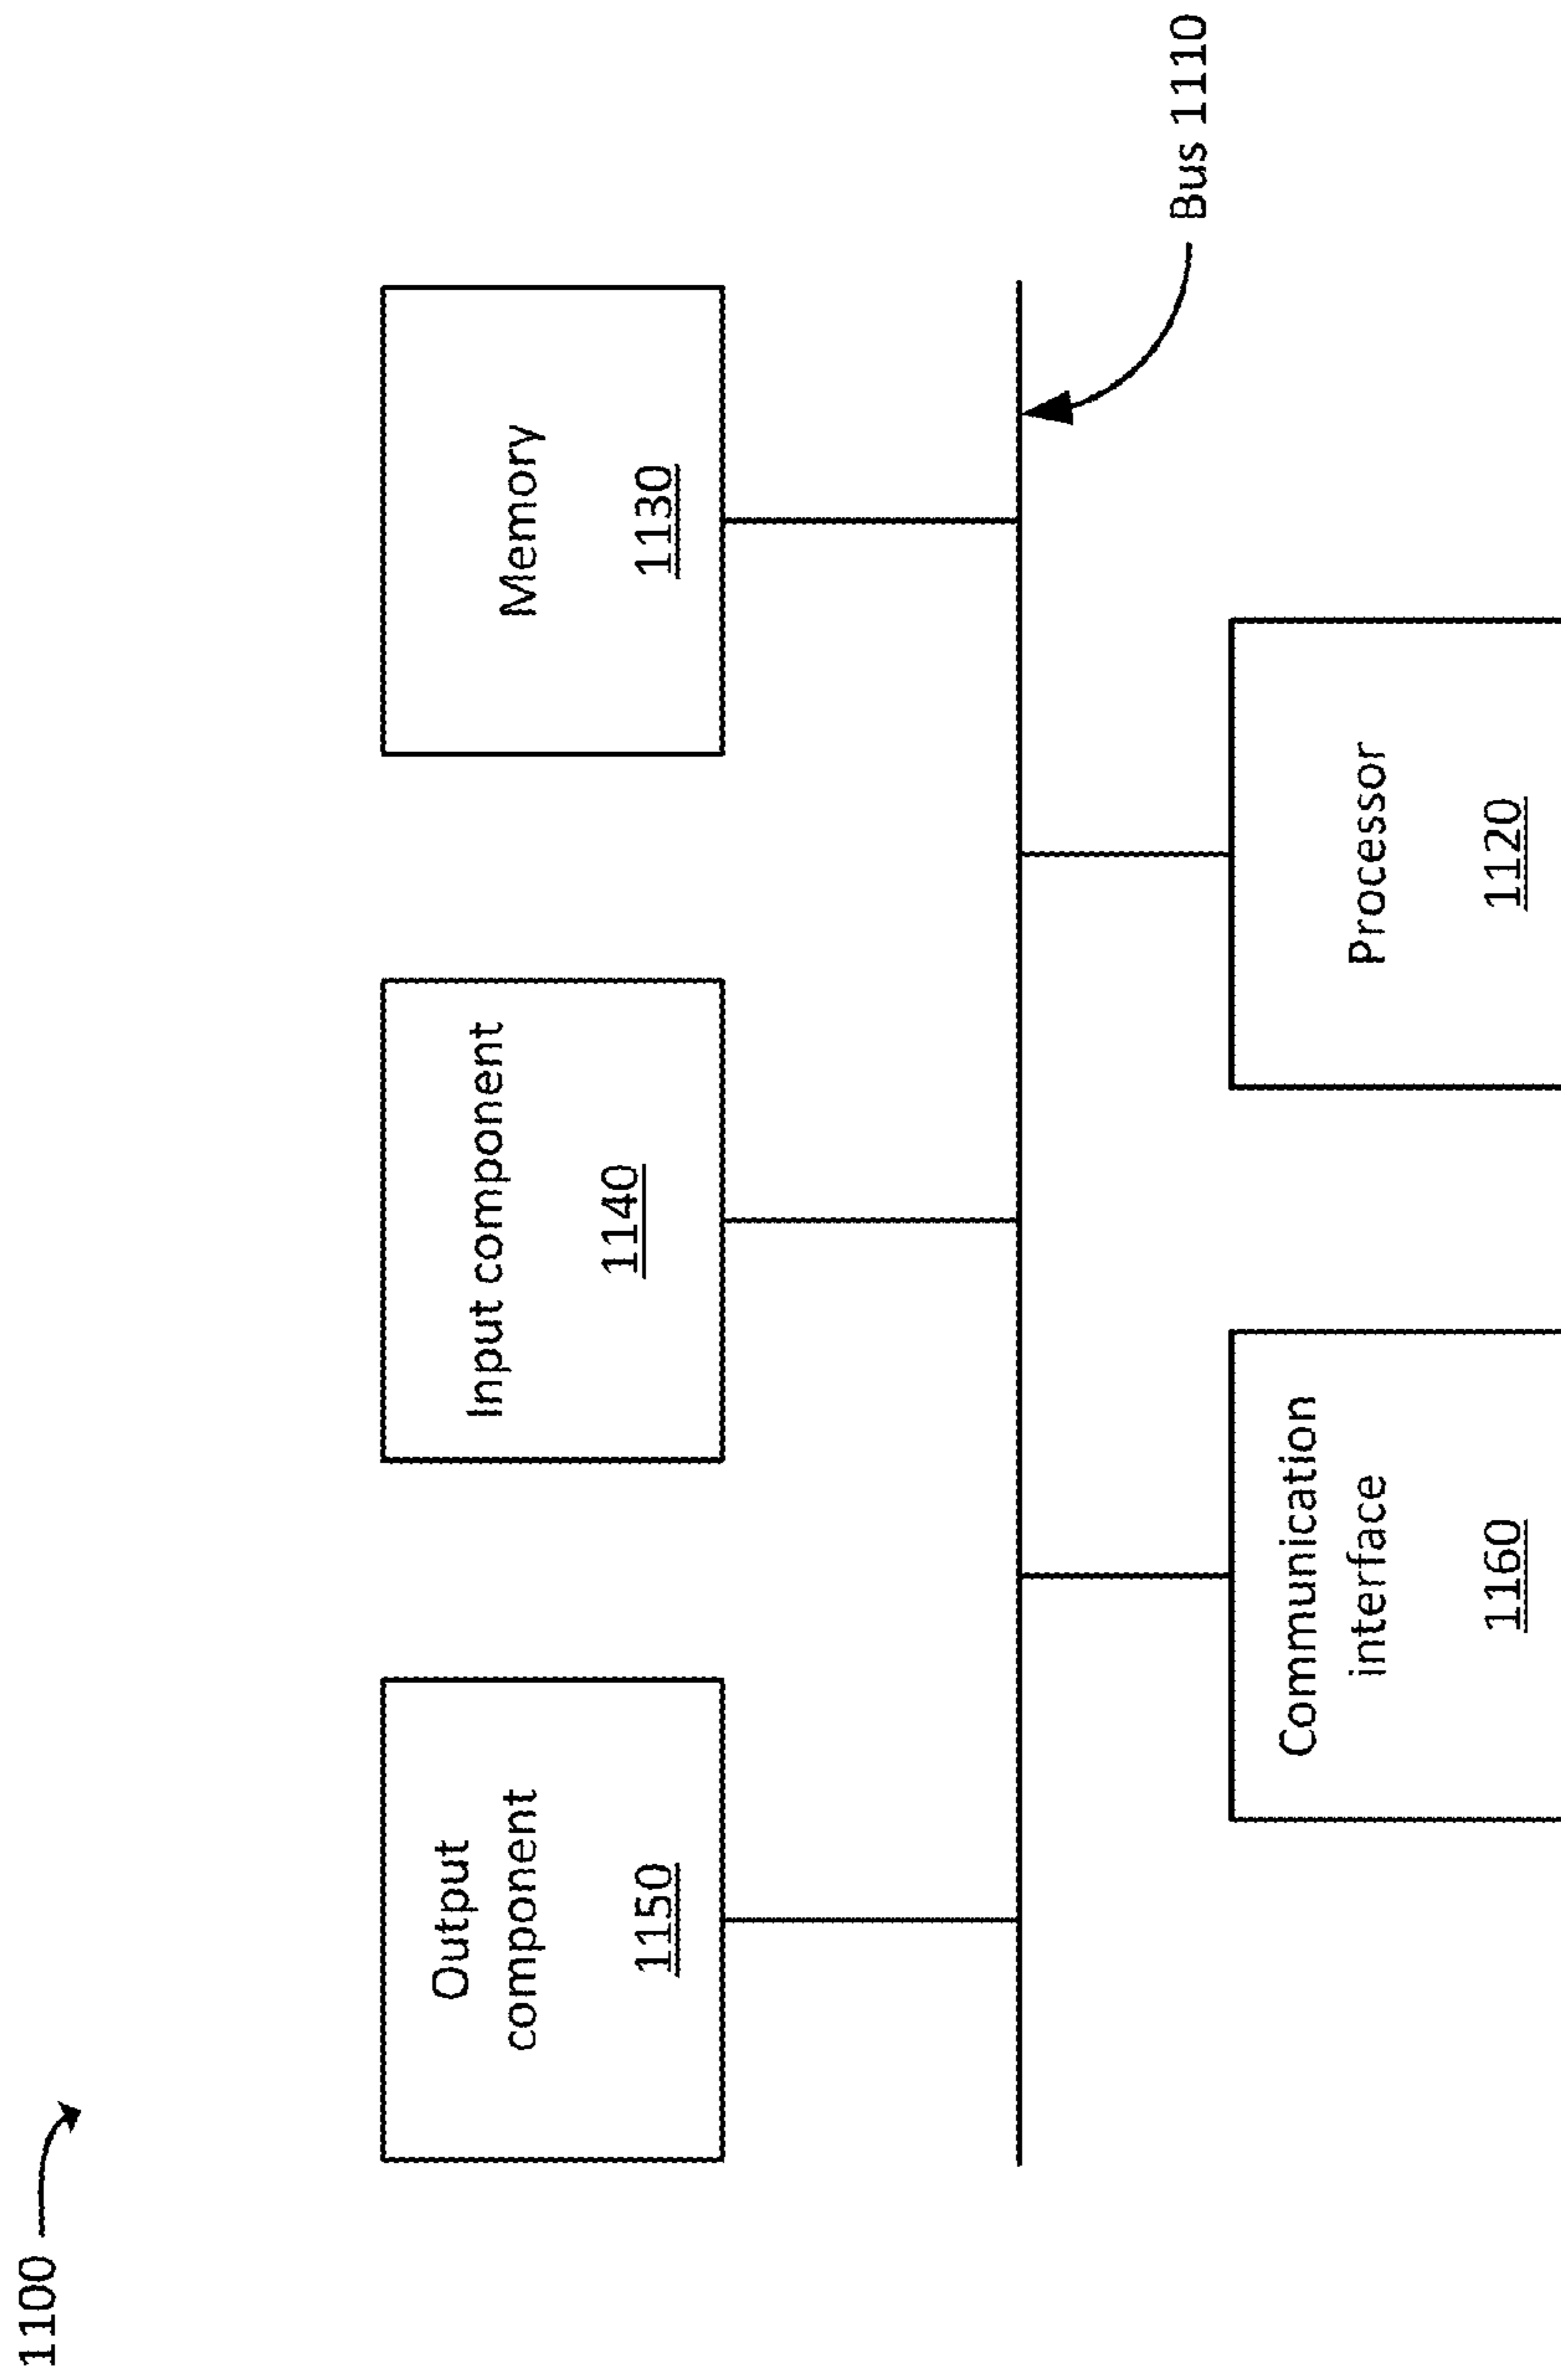 1100
Output
component
1150
Input component
1140
Memory
1130
Bus 1110
Communication
interface
1160
Processor
1120